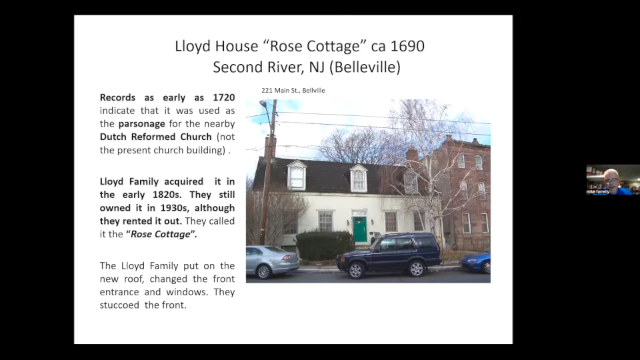 Lloyd House “Rose Cottage” ca 1690
Second River, NJ (Belleville)
221 Main St., Bellville
Records as early as 1720
indicate that it was used as
the parsonage for the nearby
Dutch Reformed Church (not
the present church building) .
Lloyd Family acquired it in
the early 1820s. They still
owned it in 1930s, although
they rented it out. They called
it the “Rose Cottage”.
The Lloyd Family put on the
new roof, changed the front
entrance and windows. They
stuccoed the front.